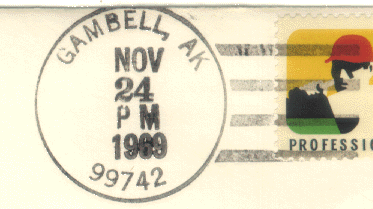 GAMBELL, AK
NOV
24
P M
1969
99742
PROFESSIO